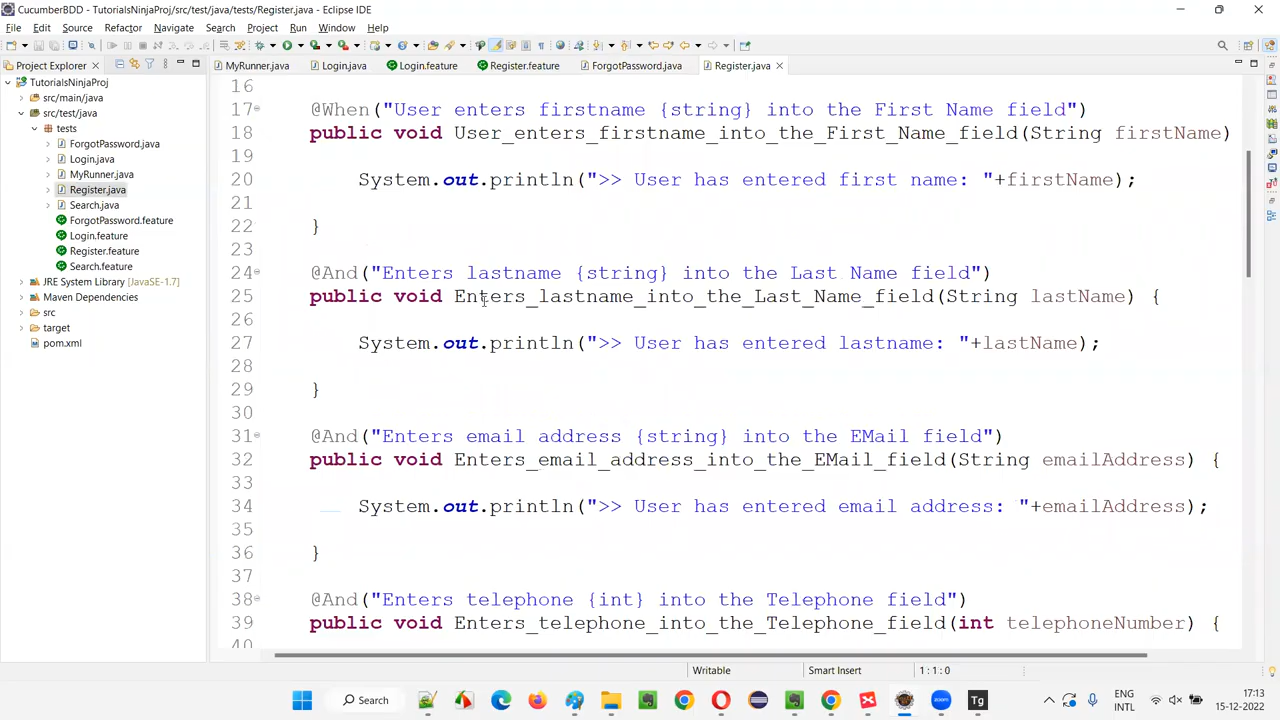 CucumberBDD - TutorialsNinjaProj/src/test/java/tests/Register.java - Eclipse IDE
File Edit Source Refactor Navigate Search Project Run Window Help
Project Explorer
MyRunner.java Login.java Login.feature Register.feature ForgotPassword.java Register.java
TutorialsNinjaProj
src/main/java
src/test/java
tests
ForgotPassword.java
Login.java
MyRunner.java
Register.java
Search.java
ForgotPassword.feature
Login.feature
Register.feature
Search.feature
JRE System Library [JavaSE-1.7]
Maven Dependencies
src
target
pom.xml
16
17 @When("User enters firstname {string} into the First Name field")
18 public void User_enters_firstname_into_the_First_Name_field(String firstName)
19
20 System.out.println(">> User has entered first name: "+firstName);
21
22 }
23
24 @And("Enters lastname {string} into the Last Name field")
25 public void Enters_lastname_into_the_Last_Name_field(String lastName) {
26
27 System.out.println(">> User has entered lastname: "+lastName);
28
29 }
30
31 @And("Enters email address {string} into the EMail field")
32 public void Enters_email_address_into_the_EMail_field(String emailAddress) {
33
34 System.out.println(">> User has entered email address: "+emailAddress);
35
36 }
37
38 @And("Enters telephone {int} into the Telephone field")
39 public void Enters_telephone_into_the_Telephone_field(int telephoneNumber) {
40
Writable Smart Insert 1 : 1 : 0
Search
Tg
ENG
INTL
17:13
15-12-2022